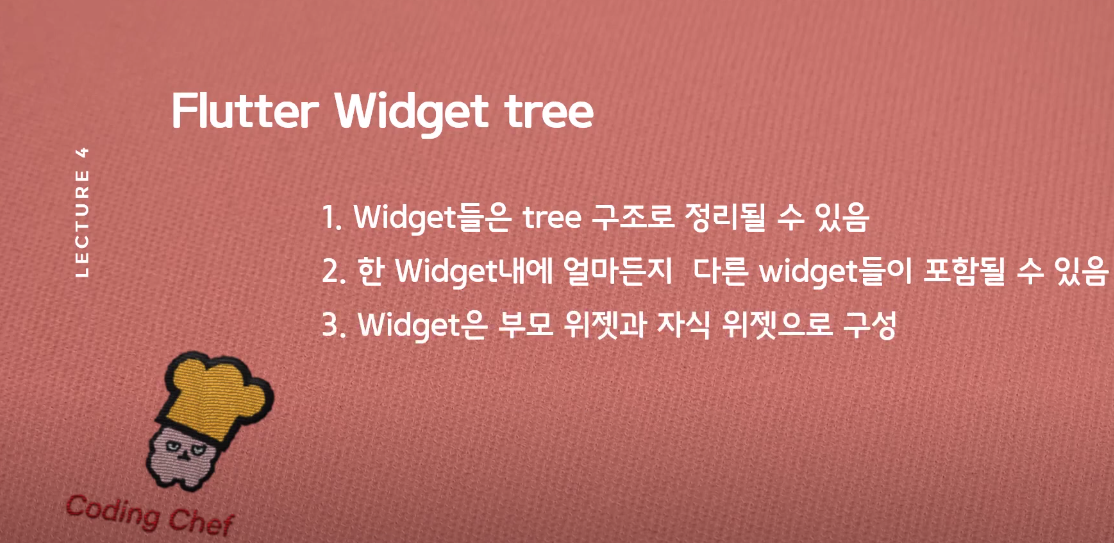 Flutter Widget tree
LECTURE 4
1. Widget들은 tree 구조로 정리될 수 있음
2. 한 Widget내에 얼마든지 다른 widget들이 포함될 수 있음
3. Widget은 부모 위젯과 자식 위젯으로 구성
Coding Chef